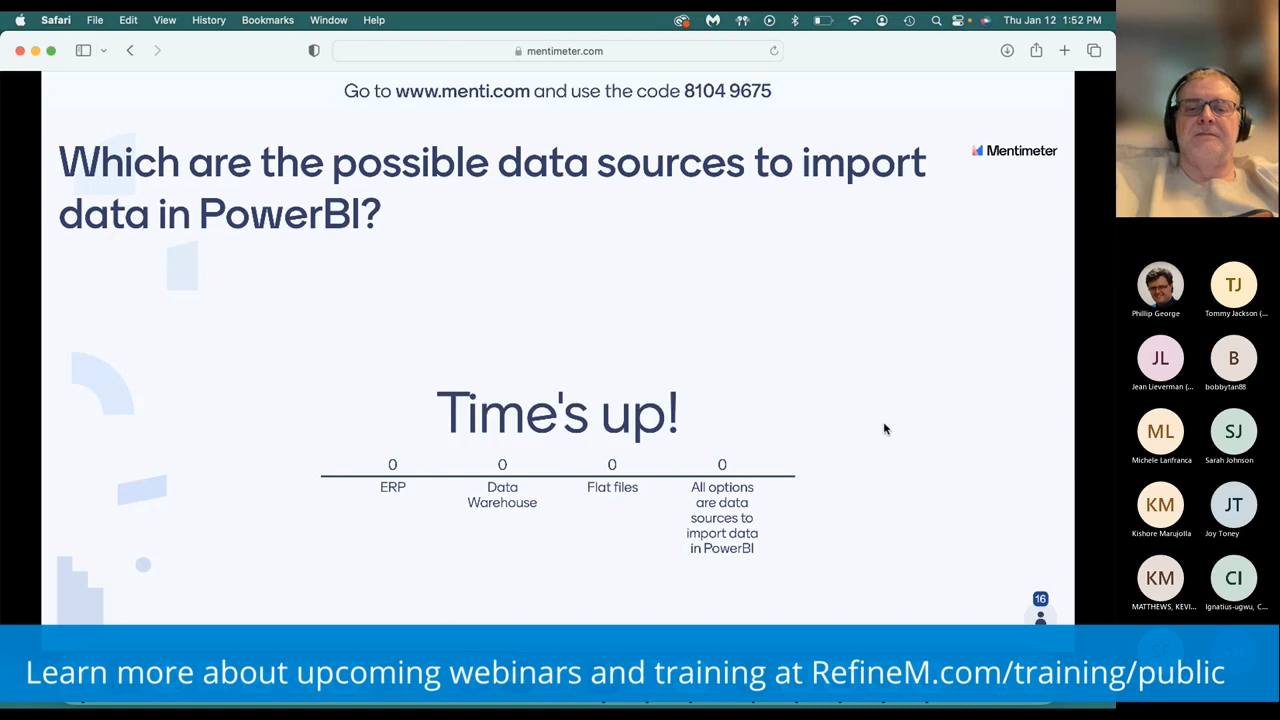 Safari File Edit View History Bookmarks Window Help Thu Jan 12 1:52 PM
mentimeter.com
Go to www.menti.com and use the code 8104 9675
Which are the possible data sources to import
data in PowerBI?
Mentimeter
Time's up!
0 0 0 0
ERP
Data
Warehouse
Flat files
All options
are data
sources to
import data
in PowerBI
16
Phillip George
TJ
Tommy Jackson (...
JL
Jean Lieverman (...
B
bobbytan88
ML
Michele Lanfranca
SJ
Sarah Johnson
KM
Kishore Marujolla
JT
Joy Toney
KM
MATTHEWS, KEVI...
CI
Ignatius-ugwu, C...
Learn more about upcoming webinars and training at RefineM.com/training/public